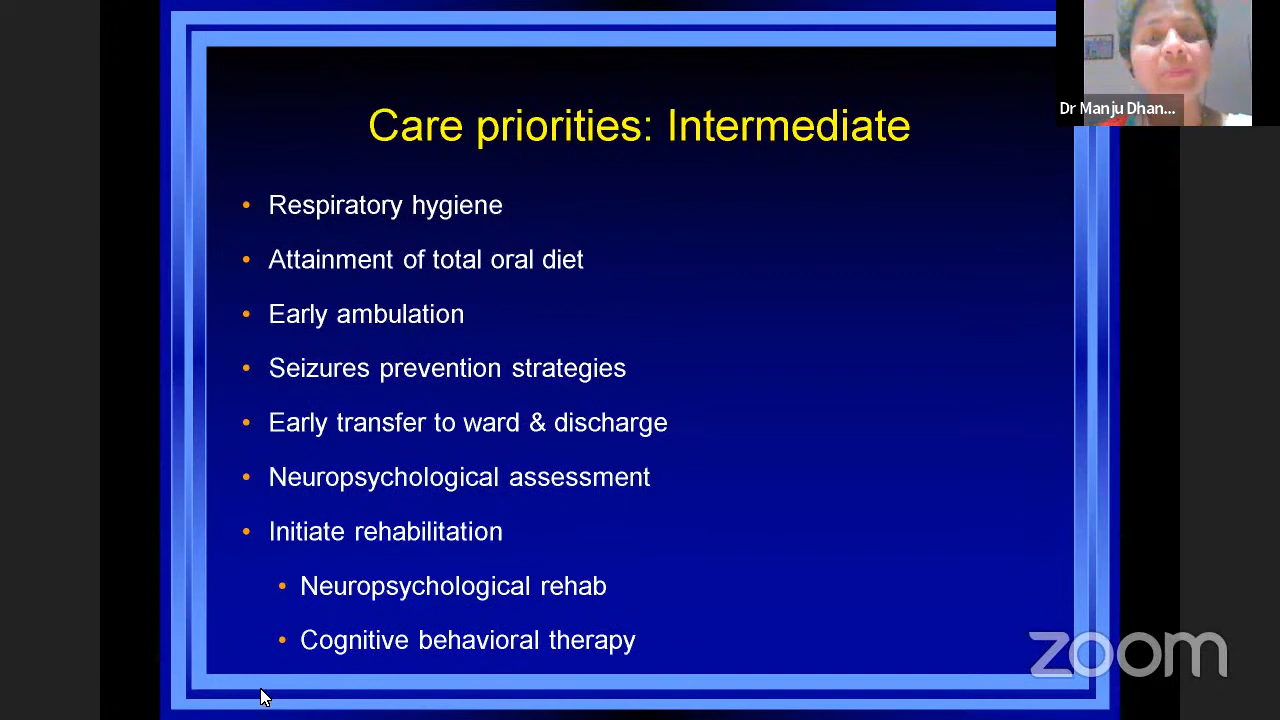 Dr Manju Dhan...
Care priorities: Intermediate
• Respiratory hygiene
• Attainment of total oral diet
• Early ambulation
• Seizures prevention strategies
• Early transfer to ward & discharge
• Neuropsychological assessment
• Initiate rehabilitation
• Neuropsychological rehab
• Cognitive behavioral therapy
zoom